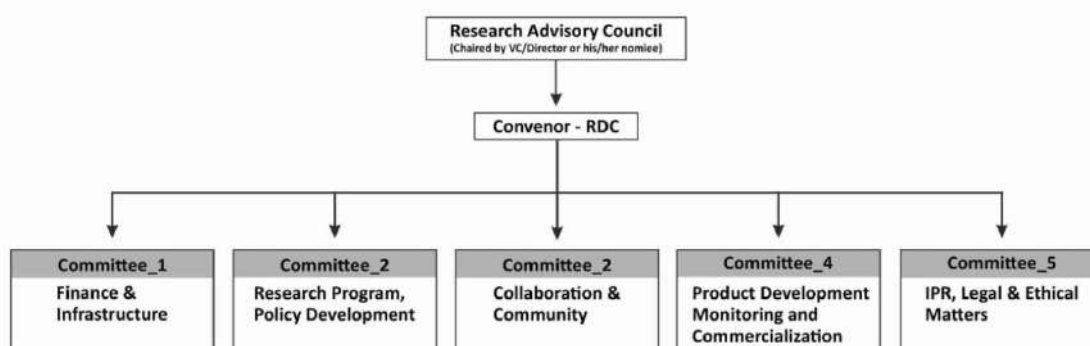 Research Advisory Council
(Chaired by VC/Director or his/her nomiee)
Convenor - RDC
Committee_1
Finance &
Infrastructure
Committee_2
Research Program,
Policy Development
Committee_2
Collaboration &
Community
Committee_4
Product Development
Monitoring and
Commercialization
Committee_5
IPR, Legal & Ethical
Matters